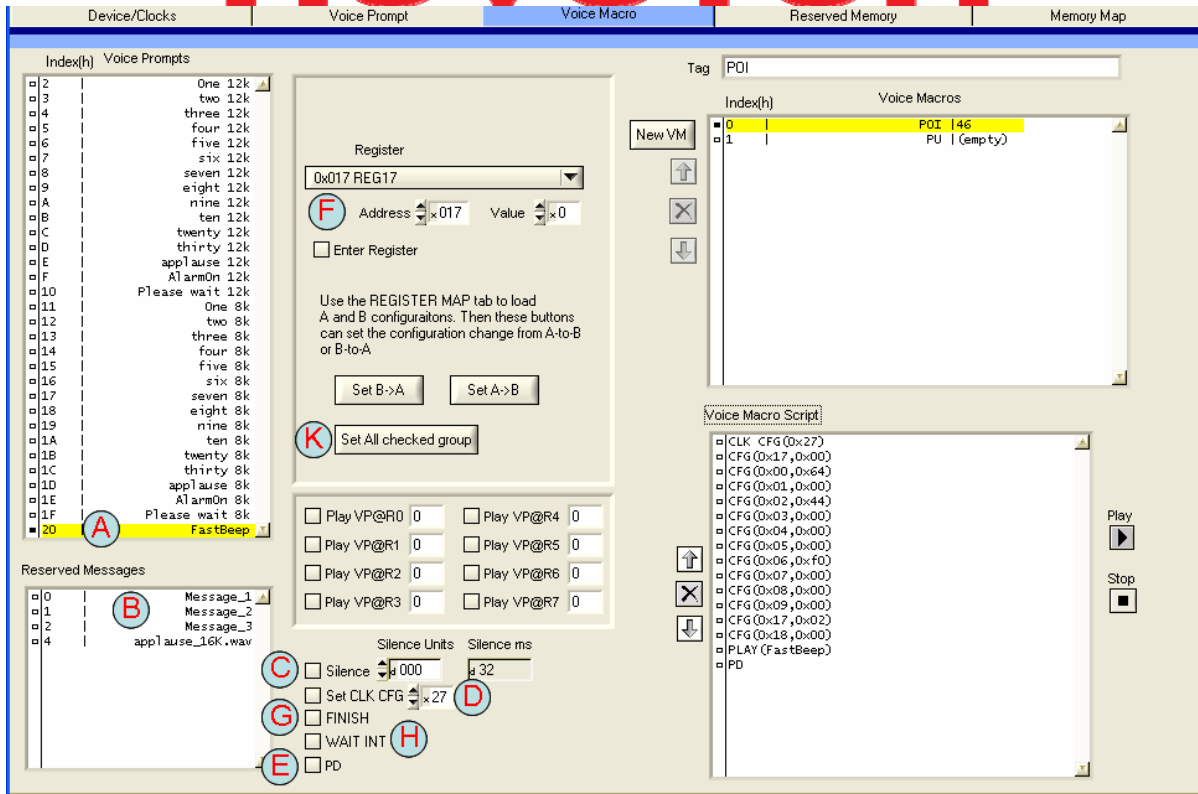 Device/Clocks Voice Prompt Voice Macro Reserved Memory Memory Map
Index(h) Voice Prompts
2 | One 12k
3 | two 12k
4 | three 12k
5 | four 12k
6 | five 12k
7 | six 12k
8 | seven 12k
9 | eight 12k
A | nine 12k
B | ten 12k
C | twenty 12k
D | thirty 12k
E | applause 12k
F | AlarmOn 12k
10 | Please wait 12k
11 | One 8k
12 | two 8k
13 | three 8k
14 | four 8k
15 | five 8k
16 | six 8k
17 | seven 8k
18 | eight 8k
19 | nine 8k
1A | ten 8k
1B | twenty 8k
1C | thirty 8k
1D | applause 8k
1E | AlarmOn 8k
1F | Please wait 8k
20 | FastBeep
A
Reserved Messages
0 | Message_1
1 | Message_2
2 | Message_3
4 | applause_16K.wav
B
Register
0x017 REG17
F Address x 017 Value x 0
Enter Register
Use the REGISTER MAP tab to load
A and B configuraitons. Then these buttons
can set the configuration change from A-to-B
or B-to-A
Set B->A Set A->B
K Set All checked group
Play VP@R0 0 Play VP@R4 0
Play VP@R1 0 Play VP@R5 0
Play VP@R2 0 Play VP@R6 0
Play VP@R3 0 Play VP@R7 0
Silence Units Silence ms
C Silence d 000 d 32
Set CLK CFG x 27 D
G FINISH
WAIT INT H
E PD
Tag POI
Index(h) Voice Macros
New VM
0 | POI |46
1 | PU |(empty)
Voice Macro Script
CLK CFG(0x27)
CFG(0x17,0x00)
CFG(0x00,0x64)
CFG(0x01,0x00)
CFG(0x02,0x44)
CFG(0x03,0x00)
CFG(0x04,0x00)
CFG(0x05,0x00)
CFG(0x06,0xf0)
CFG(0x07,0x00)
CFG(0x08,0x00)
CFG(0x09,0x00)
CFG(0x17,0x02)
CFG(0x18,0x00)
PLAY(FastBeep)
PD
Play
Stop